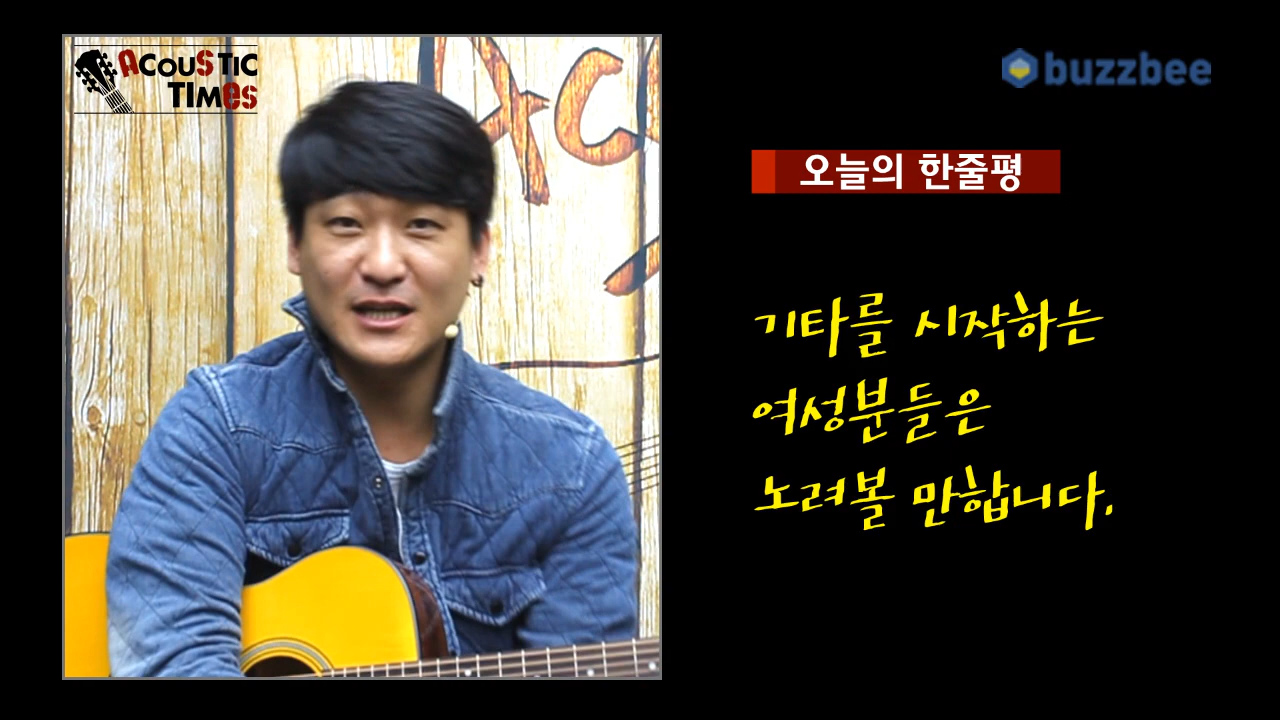 ACOUSTIC
TIMES
buzzbee
오늘의 한줄평
기타를 시작하는
여성분들은
노려볼 만합니다.